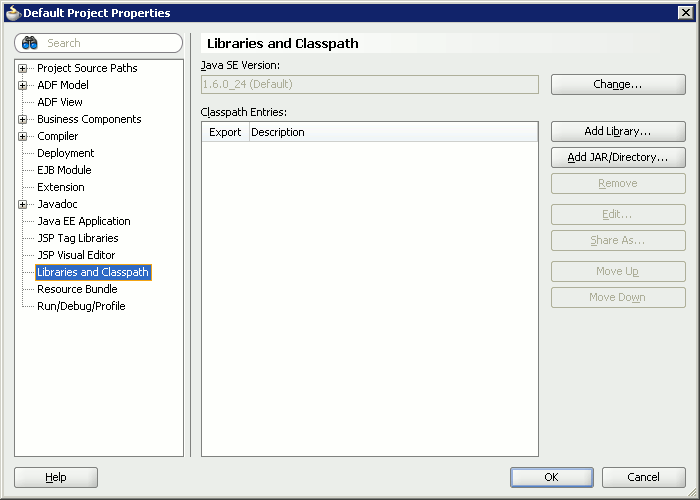 Default Project Properties
Search
Project Source Paths
ADF Model
ADF View
Business Components
Compiler
Deployment
EJB Module
Extension
Javadoc
Java EE Application
JSP Tag Libraries
JSP Visual Editor
Libraries and Classpath
Resource Bundle
Run/Debug/Profile
Libraries and Classpath
Java SE Version:
1.6.0_24 (Default)
Change...
Classpath Entries:
Export Description
Add Library...
Add JAR/Directory...
Remove
Edit...
Share As...
Move Up
Move Down
Help
OK
Cancel